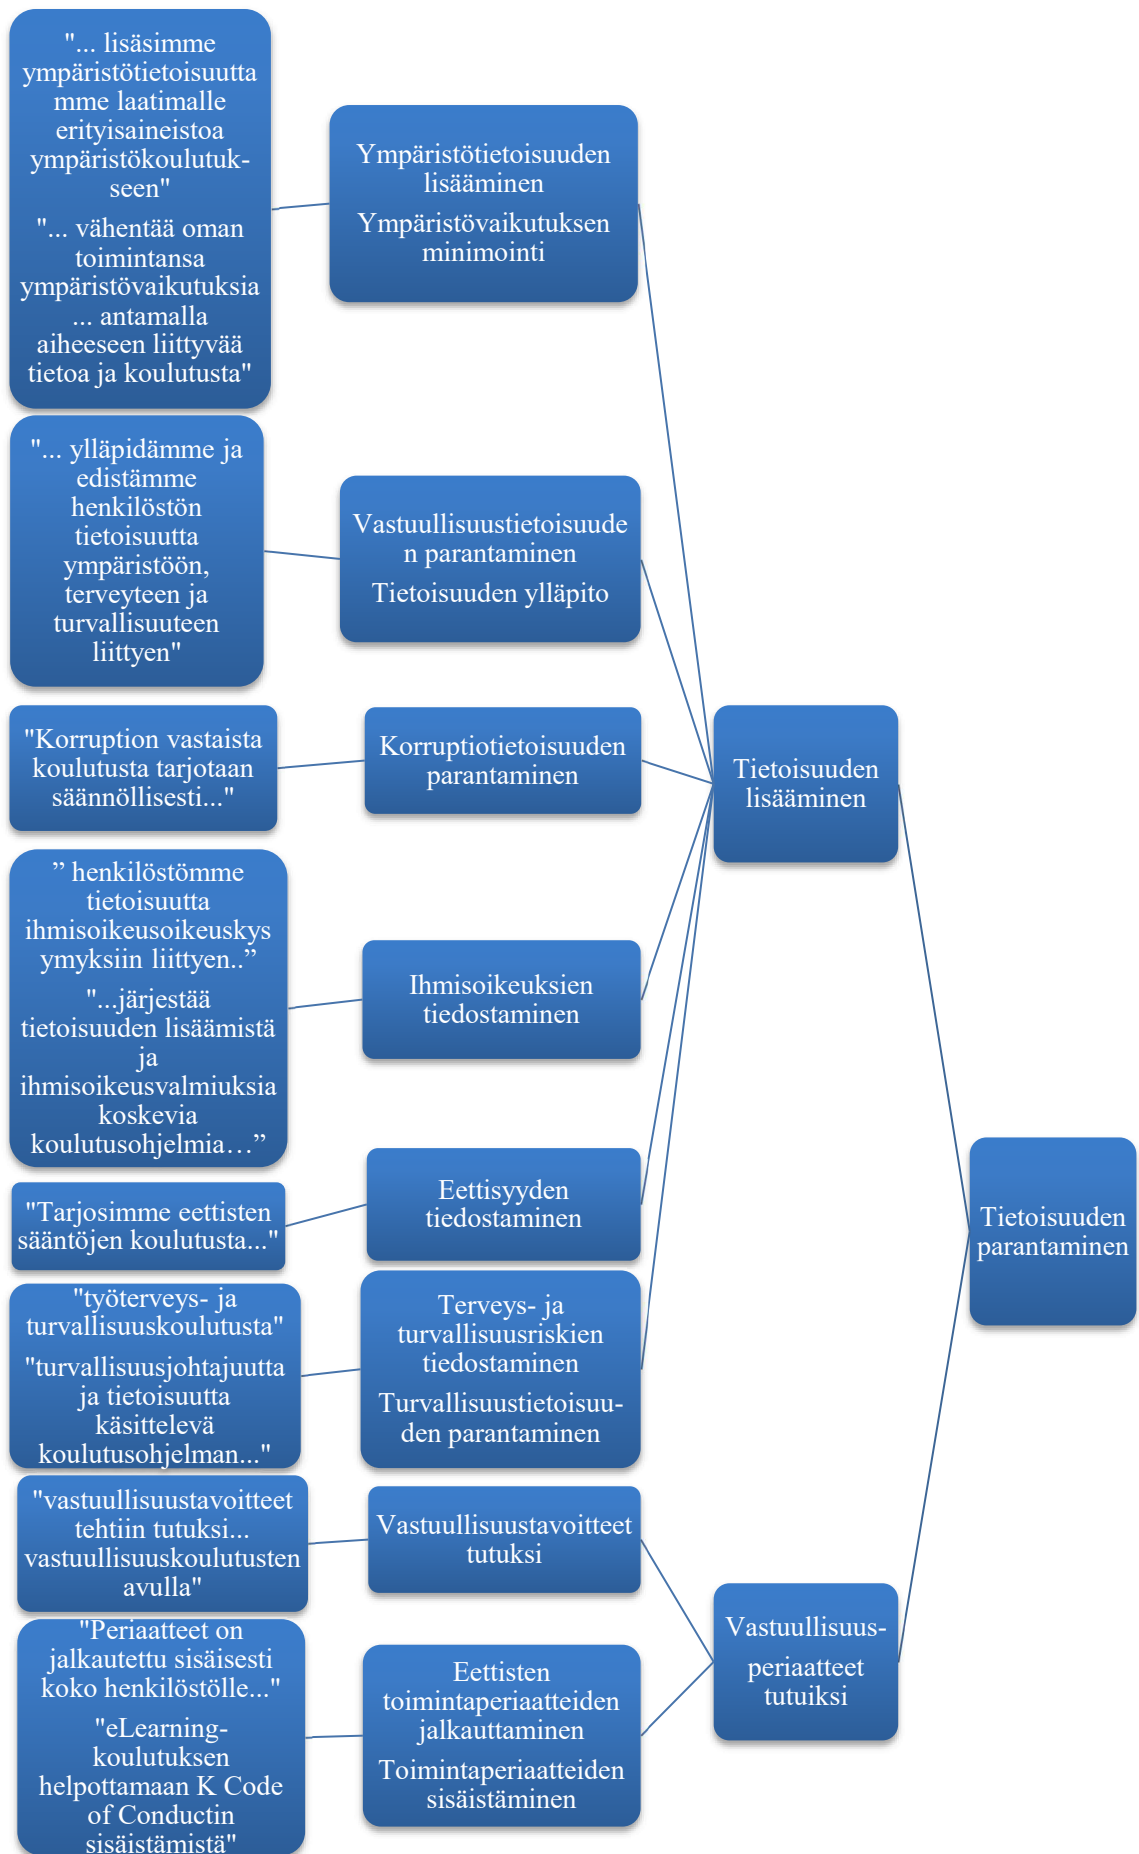 "... lisäsimme
ympäristötietoisuutta
mme laatimalle
erityisaineistoa
ympäristökoulutuk-
seen"
"... vähentää oman
toimintansa
ympäristövaikutuksia
... antamalla
aiheeseen liittyvää
tietoa ja koulutusta"
Ympäristötietoisuuden
lisääminen
Ympäristövaikutuksen
minimointi
"... ylläpidämme ja
edistämme
henkilöstön
tietoisuutta
ympäristöön,
terveyteen ja
turvallisuuteen
liittyen"
Vastuullisuustietoisuude
n parantaminen
Tietoisuuden ylläpito
"Korruption vastaista
koulutusta tarjotaan
säännöllisesti..."
Korruptiotietoisuuden
parantaminen
” henkilöstömme
tietoisuutta
ihmisoikeusoikeuskys
ymyksiin liittyen..”
"...järjestää
tietoisuuden lisäämistä
ja
ihmisoikeusvalmiuksia
koskevia
koulutusohjelmia…”
Ihmisoikeuksien
tiedostaminen
"Tarjosimme eettisten
sääntöjen koulutusta..."
Eettisyyden
tiedostaminen
"työterveys- ja
turvallisuuskoulutusta"
"turvallisuusjohtajuutta
ja tietoisuutta
käsittelevä
koulutusohjelman..."
Terveys- ja
turvallisuusriskien
tiedostaminen
Turvallisuustietoisuu-
den parantaminen
Tietoisuuden
lisääminen
"vastuullisuustavoitteet
tehtiin tutuksi...
vastuullisuuskoulutusten
avulla"
Vastuullisuustavoitteet
tutuksi
"Periaatteet on
jalkautettu sisäisesti
koko henkilöstölle..."
"eLearning-
koulutuksen
helpottamaan K Code
of Conductin
sisäistämistä"
Eettisten
toimintaperiaatteiden
jalkauttaminen
Toimintaperiaatteiden
sisäistäminen
Vastuullisuus-
periaatteet
tutuiksi
Tietoisuuden
parantaminen